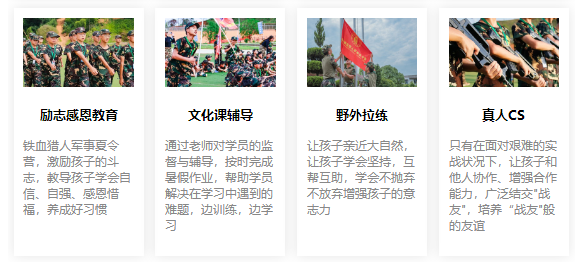 励志感恩教育
铁血猎人军事夏令
营，激励孩子的斗
志，教导孩子学会自
信、自强、感恩惜
福，养成好习惯
文化课辅导
通过老师对学员的监
督与辅导，按时完成
暑假作业，帮助学员
解决在学习中遇到的
难题，边训练，边学
习
野外拉练
让孩子亲近大自然，
让孩子学会坚持，互
帮互助，学会不抛弃
不放弃增强孩子的意
志力
真人CS
只有在面对艰难的实
战状况下，让孩子和
他人协作、增强合作
能力，广泛结交"战
友"，培养“战友"般
的友谊